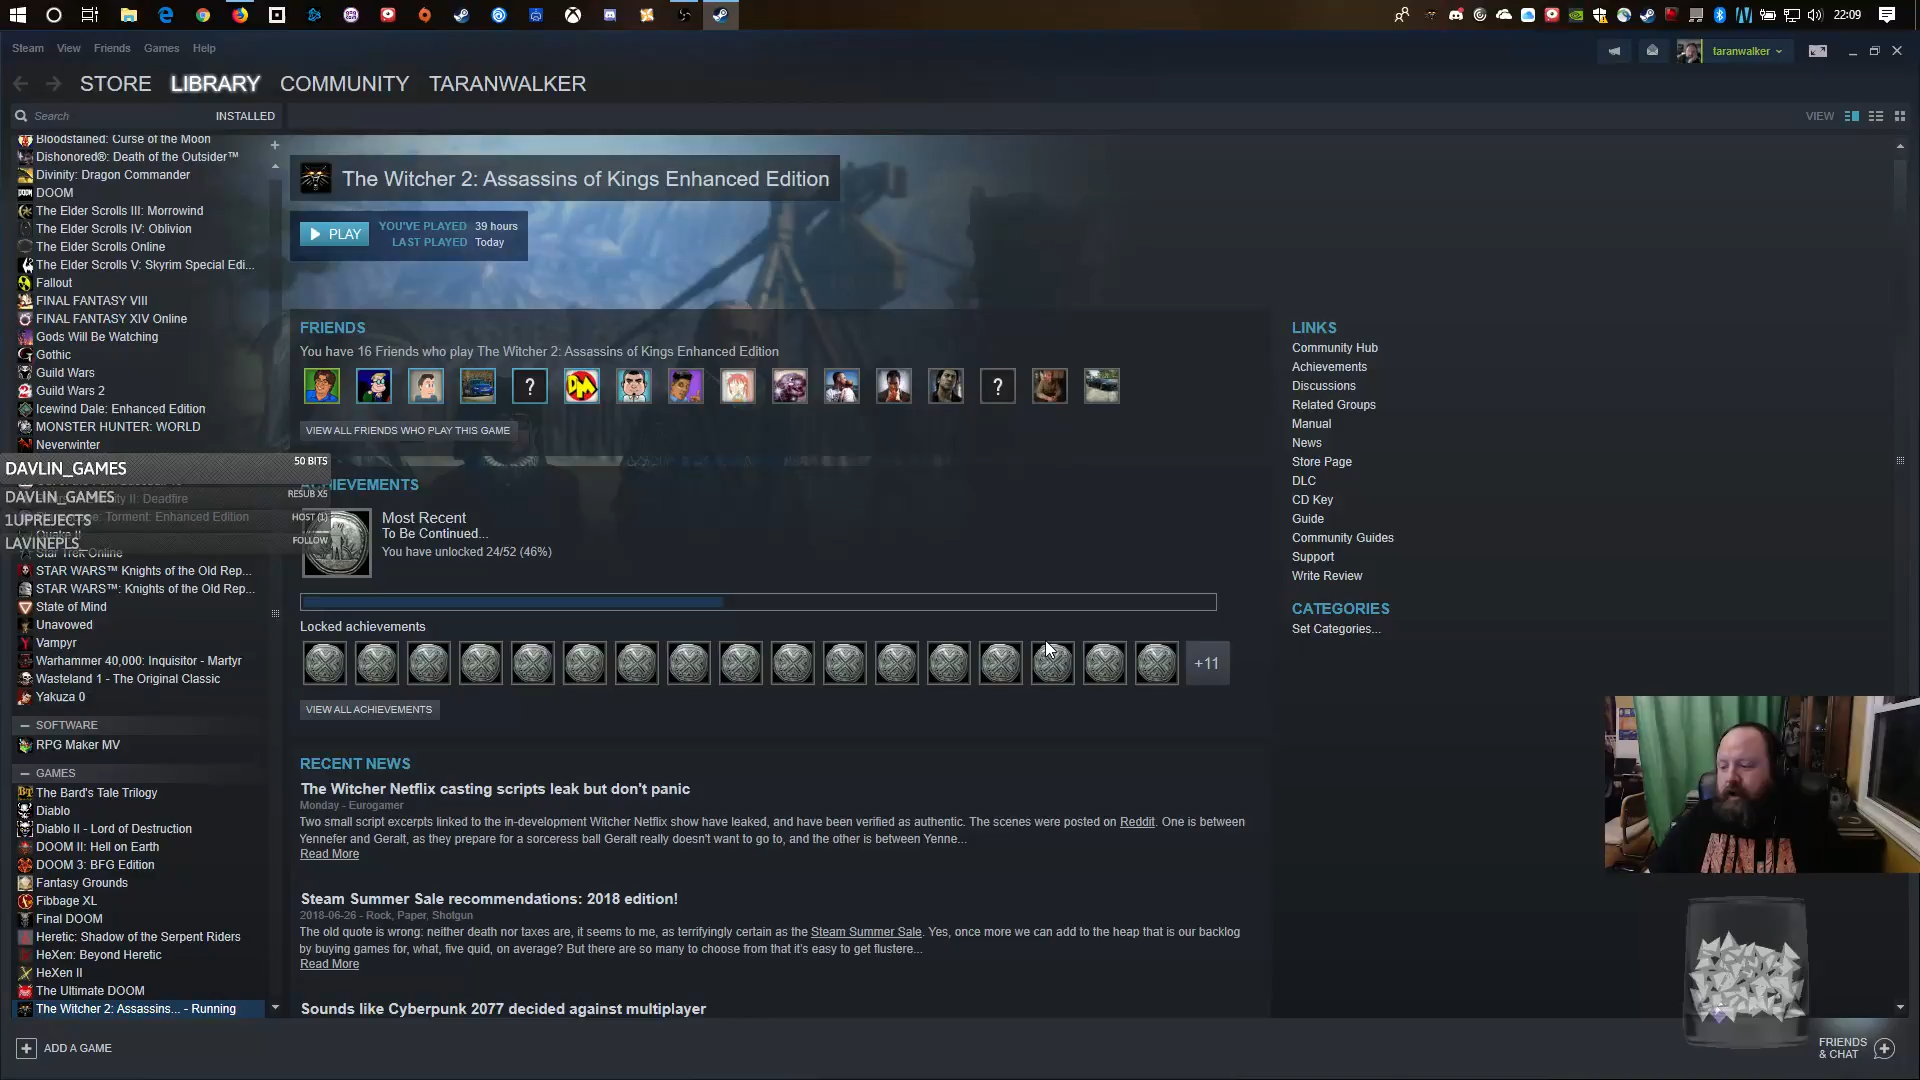 22:09
Steam View Friends Games Help
taranwalker
STORE LIBRARY COMMUNITY TARANWALKER
Search INSTALLED
VIEW
Bloodstained: Curse of the Moon
Dishonored®: Death of the Outsider™
Divinity: Dragon Commander
DOOM
The Elder Scrolls III: Morrowind
The Elder Scrolls IV: Oblivion
The Elder Scrolls Online
The Elder Scrolls V: Skyrim Special Edi...
Fallout
FINAL FANTASY VIII
FINAL FANTASY XIV Online
Gods Will Be Watching
Gothic
Guild Wars
Guild Wars 2
Icewind Dale: Enhanced Edition
MONSTER HUNTER: WORLD
Neverwinter
DAVLIN_GAMES 50 BITS
DAVLIN_GAMES RESUB X5
II: Deadfire
1UPREJECTS HOST (1)
: Torment: Enhanced Edition
LAVINEPLS_ FOLLOW
Star Trek Online
STAR WARS™ Knights of the Old Rep...
STAR WARS™: Knights of the Old Rep...
State of Mind
Unavowed
Vampyr
Warhammer 40,000: Inquisitor - Martyr
Wasteland 1 - The Original Classic
Yakuza 0
SOFTWARE
RPG Maker MV
GAMES
The Bard's Tale Trilogy
Diablo
Diablo II - Lord of Destruction
DOOM II: Hell on Earth
DOOM 3: BFG Edition
Fantasy Grounds
Fibbage XL
Final DOOM
Heretic: Shadow of the Serpent Riders
HeXen: Beyond Heretic
HeXen II
The Ultimate DOOM
The Witcher 2: Assassins... - Running
ADD A GAME
The Witcher 2: Assassins of Kings Enhanced Edition
PLAY
YOU'VE PLAYED 39 hours
LAST PLAYED Today
FRIENDS
You have 16 Friends who play The Witcher 2: Assassins of Kings Enhanced Edition
? ?
DM
VIEW ALL FRIENDS WHO PLAY THIS GAME
ACHIEVEMENTS
Most Recent
To Be Continued...
You have unlocked 24/52 (46%)
Locked achievements
+11
VIEW ALL ACHIEVEMENTS
RECENT NEWS
The Witcher Netflix casting scripts leak but don't panic
Monday - Eurogamer
Two small script excerpts linked to the in-development Witcher Netflix show have leaked, and have been verified as authentic. The scenes were posted on Reddit. One is between
Yennefer and Geralt, as they prepare for a sorceress ball Geralt really doesn't want to go to, and the other is between Yenne...
Read More
Steam Summer Sale recommendations: 2018 edition!
2018-06-26 - Rock, Paper, Shotgun
The old quote is wrong: neither death nor taxes are, it seems to me, as terrifyingly certain as the Steam Summer Sale. Yes, once more we can add to the heap that is our backlog
by buying games for, what, five quid, on average? But there are so many to choose from that it's easy to get flustere...
Read More
Sounds like Cyberpunk 2077 decided against multiplayer
LINKS
Community Hub
Achievements
Discussions
Related Groups
Manual
News
Store Page
DLC
CD Key
Guide
Community Guides
Support
Write Review
CATEGORIES
Set Categories...
NINJA
FRIENDS
& CHAT